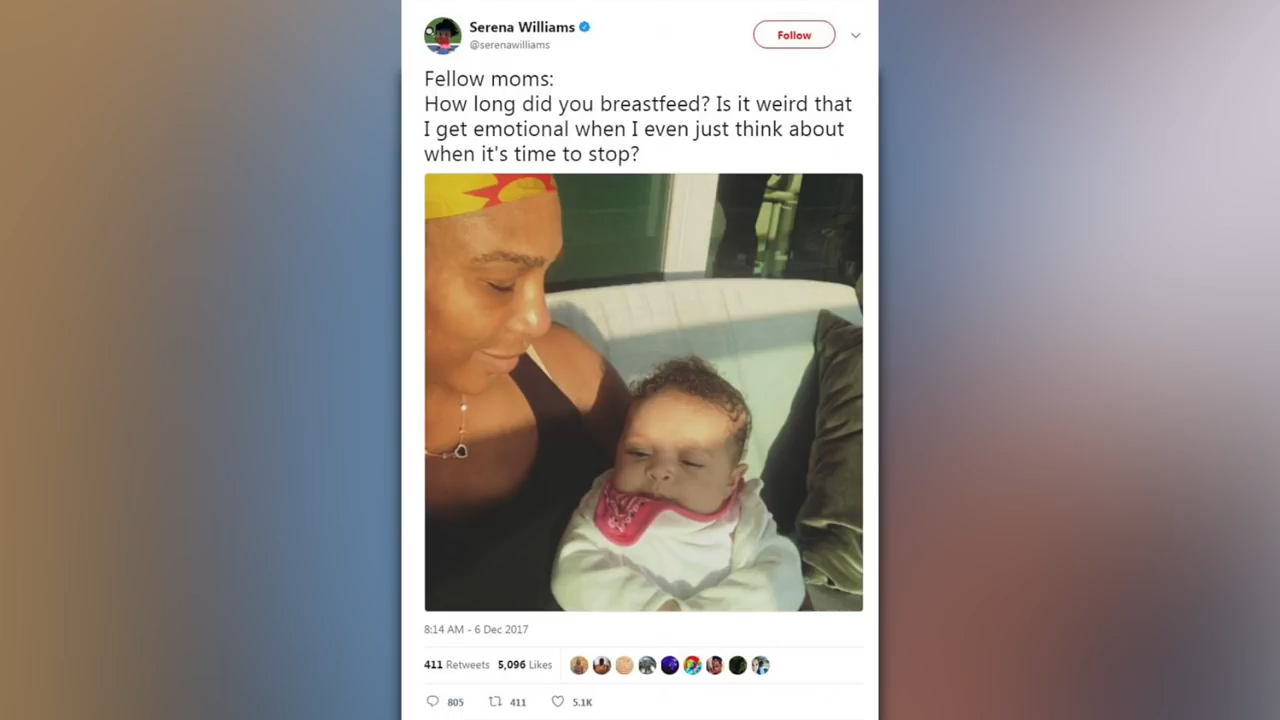 Serena Williams
@serenawilliams
Follow
Fellow moms:
How long did you breastfeed? Is it weird that
I get emotional when I even just think about
when it's time to stop?
8:14 AM - 6 Dec 2017
411 Retweets 5,096 Likes
805 411 5.1K